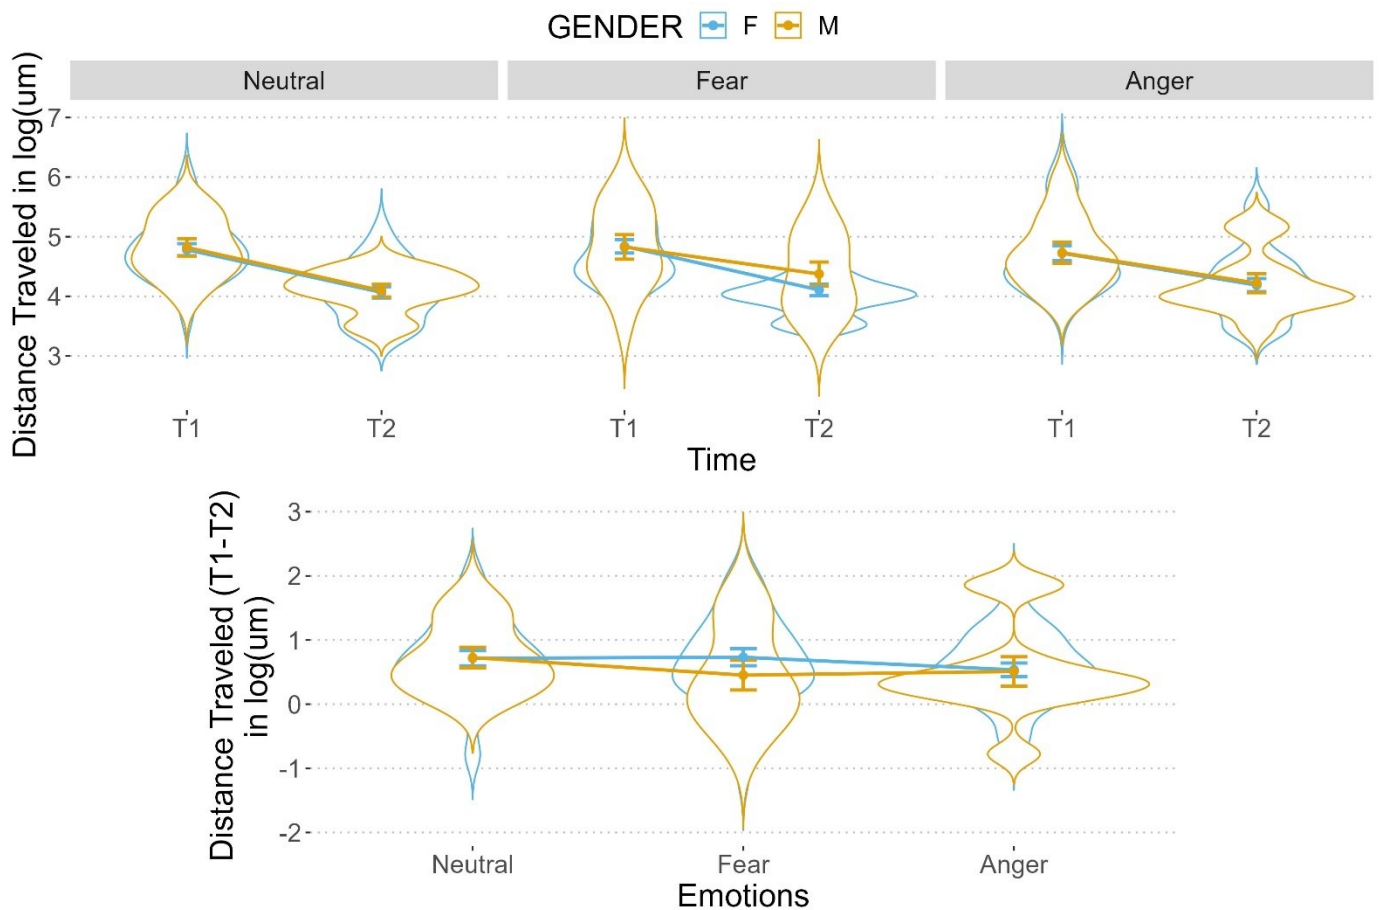 GENDER F M
Neutral Fear Anger
Distance Traveled in log(um)
7
6
5
4
3
T1 T2 T1 T2 T1 T2
Time
Distance Traveled (T1-T2)
in log(um)
3
2
1
0
-1
-2
Neutral Fear Anger
Emotions